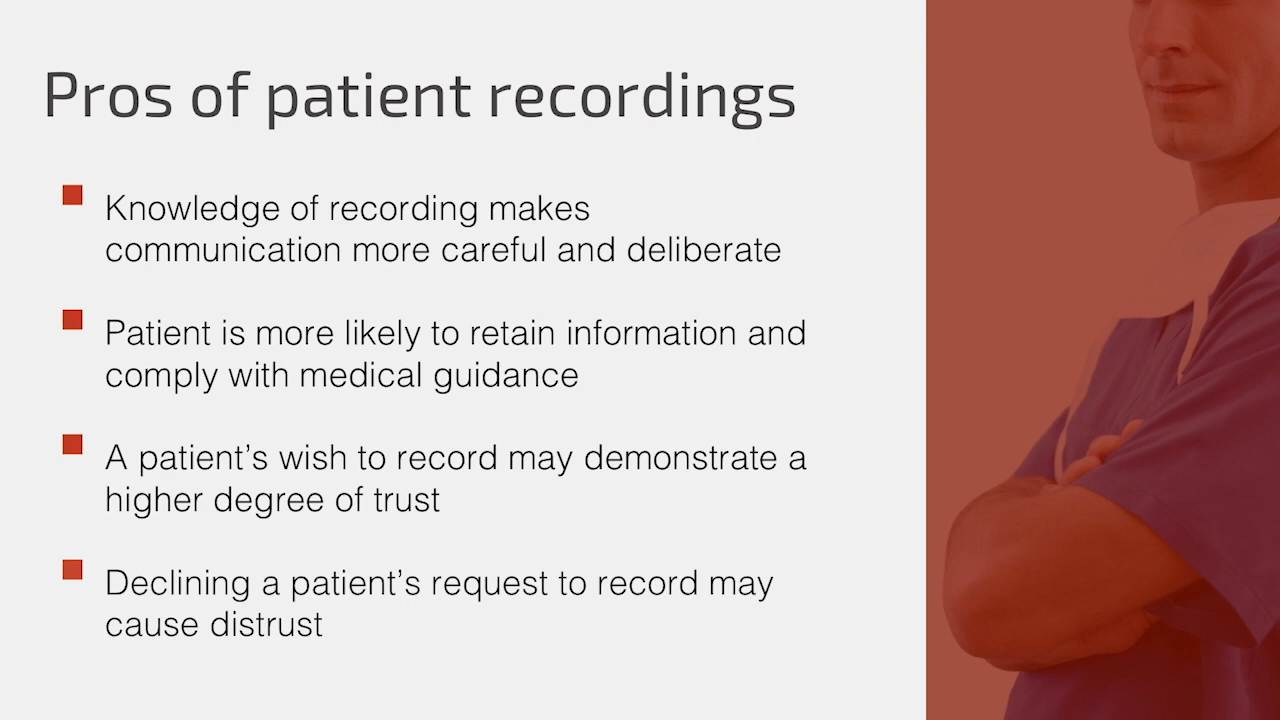 Pros of patient recordings
Knowledge of recording makes
communication more careful and deliberate
Patient is more likely to retain information and
comply with medical guidance
A patient’s wish to record may demonstrate a
higher degree of trust
Declining a patient’s request to record may
cause distrust